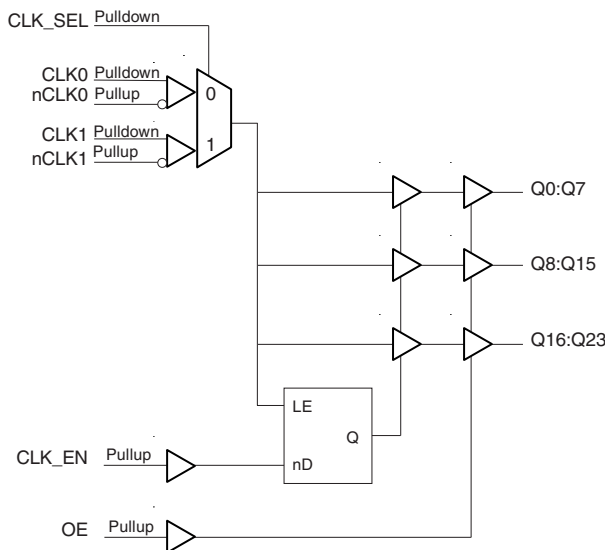 CLK_SEL Pulldown
CLK0 Pulldown
nCLK0 Pullup
0
CLK1 Pulldown
1
nCLK1 Pullup
Q0:Q7
Q8:Q15
Q16:Q23
LE
Q
CLK_EN Pullup
nD
OE Pullup